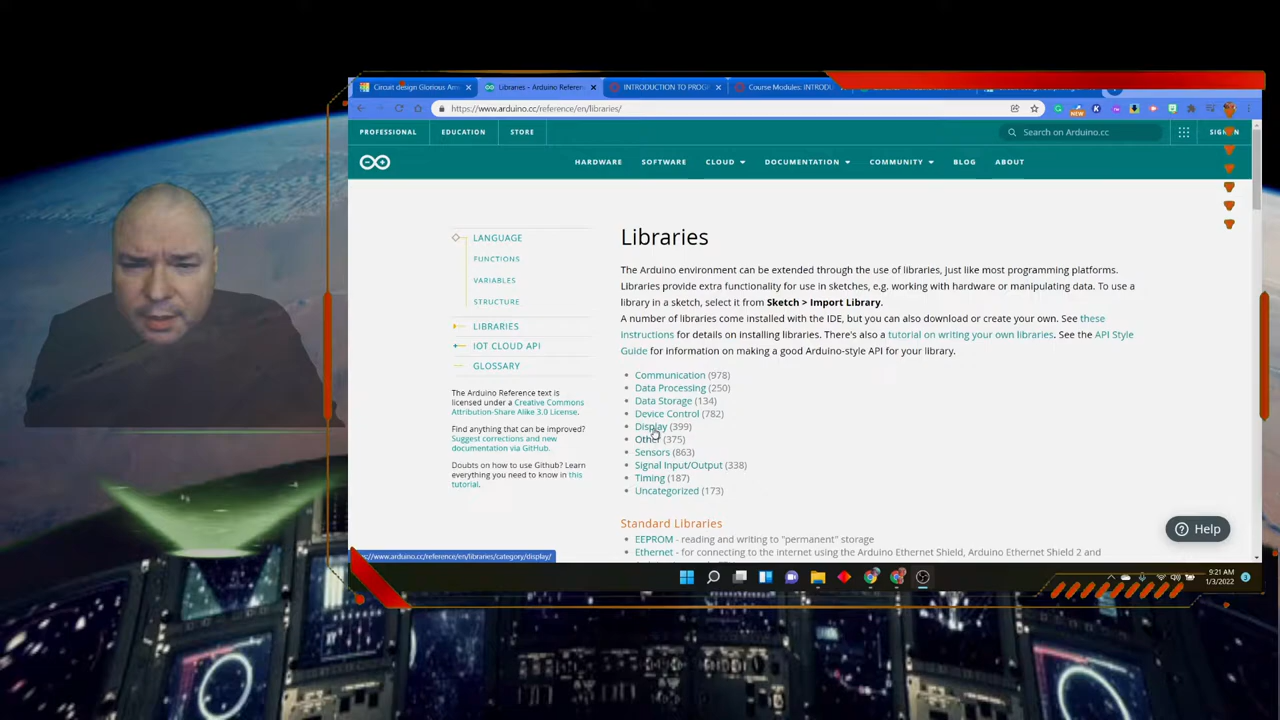 Circuit design Glorious Am
Libraries - Arduino Referen
INTRODUCTION TO PROG
Course Modules: INTRODU
https://www.arduino.cc/reference/en/libraries/
NEW
PROFESSIONAL
EDUCATION
STORE
Search on Arduino.cc
HARDWARE
SOFTWARE
CLOUD
DOCUMENTATION
COMMUNITY
BLOG
ABOUT
LANGUAGE
FUNCTIONS
VARIABLES
STRUCTURE
LIBRARIES
IOT CLOUD API
GLOSSARY
The Arduino Reference text is
licensed under a Creative Commons
Attribution-Share Alike 3.0 License.
Find anything that can be improved?
Suggest corrections and new
documentation via GitHub.
Doubts on how to use Github? Learn
everything you need to know in this
tutorial.
Libraries
The Arduino environment can be extended through the use of libraries, just like most programming platforms.
Libraries provide extra functionality for use in sketches, e.g. working with hardware or manipulating data. To use a
library in a sketch, select it from Sketch > Import Library.
A number of libraries come installed with the IDE, but you can also download or create your own. See these
instructions for details on installing libraries. There's also a tutorial on writing your own libraries. See the API Style
Guide for information on making a good Arduino-style API for your library.
Communication (978)
Data Processing (250)
Data Storage (134)
Device Control (782)
Display (399)
Other (375)
Sensors (863)
Signal Input/Output (338)
Timing (187)
Uncategorized (173)
Standard Libraries
EEPROM - reading and writing to "permanent" storage
Ethernet - for connecting to the internet using the Arduino Ethernet Shield, Arduino Ethernet Shield 2 and
Help
www.arduino.cc/reference/en/libraries/category/display/
9:21 AM
1/3/2022
3